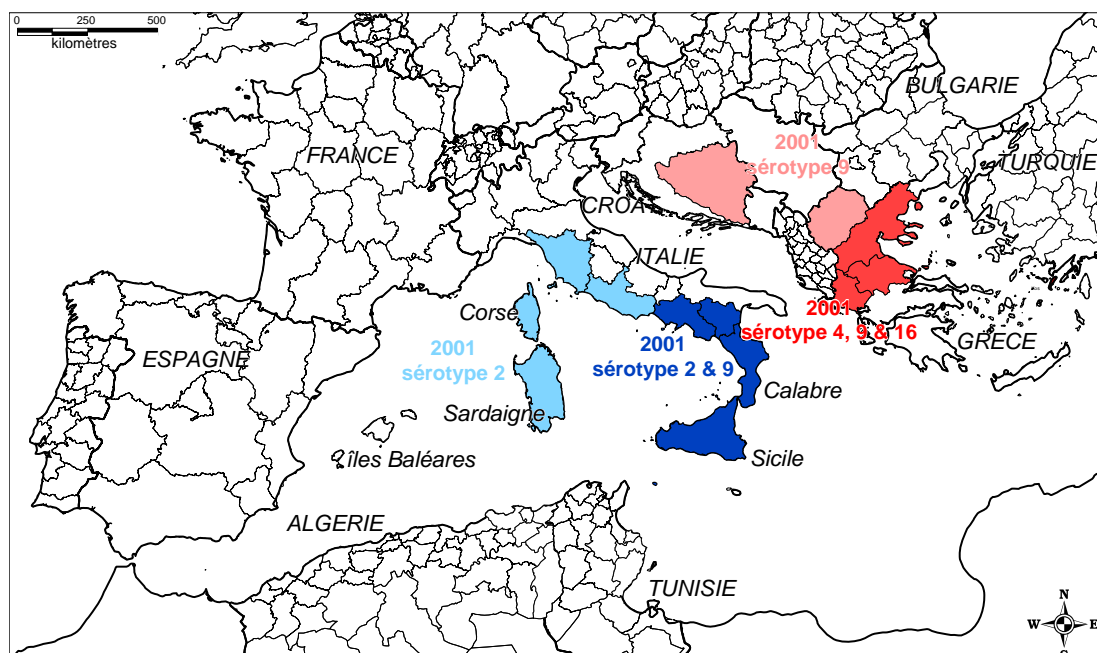 0 250 500
kilomètres
BULGARIE
2001
sérotype 9
FRANCE
TURQUIE
CROAT
ITALIE
Corse
2001
sérotype 4, 9 & 16
GRECE
2001
sérotype 2
2001
sérotype 2 & 9
ESPAGNE
Calabre
Sardaigne
îles Baléares
Sicile
ALGERIE
TUNISIE
N
W E
S